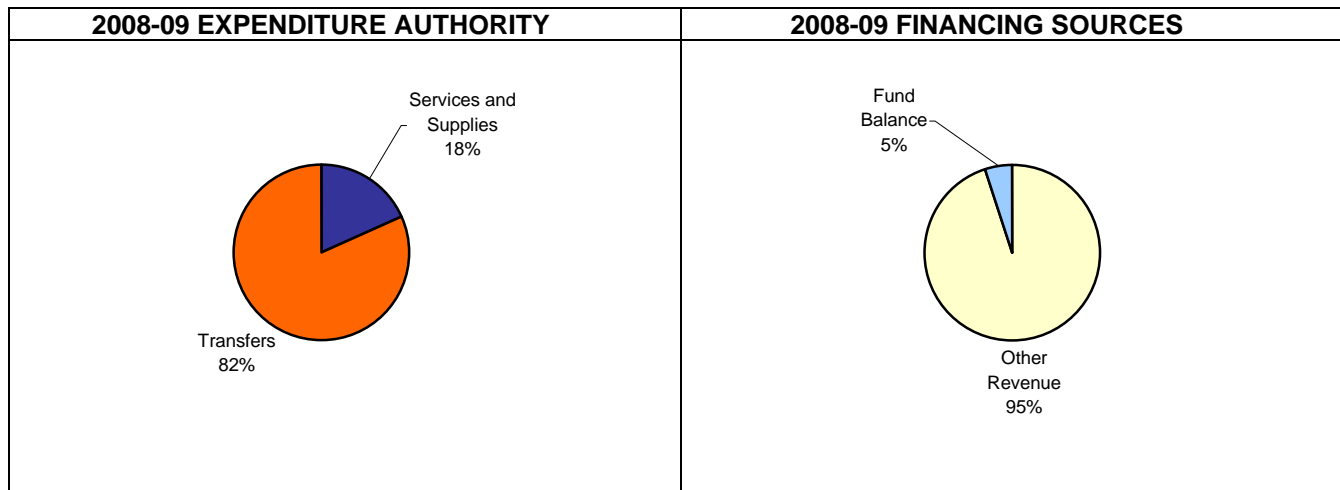 2008-09 EXPENDITURE AUTHORITY
Services and
Supplies
18%
Transfers
82%
2008-09 FINANCING SOURCES
Fund
Balance
5%
Other
Revenue
95%